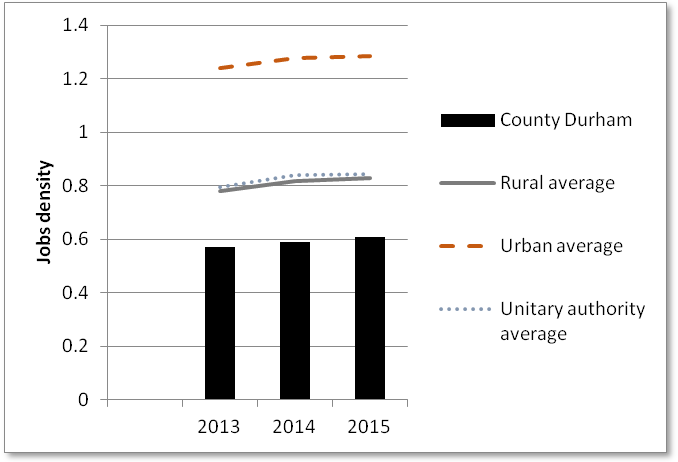 1.4
1.2
1
0.8
0.6
0.4
0.2
0
Jobs density
2013 2014 2015
County Durham
Rural average
Urban average
Unitary authority
average